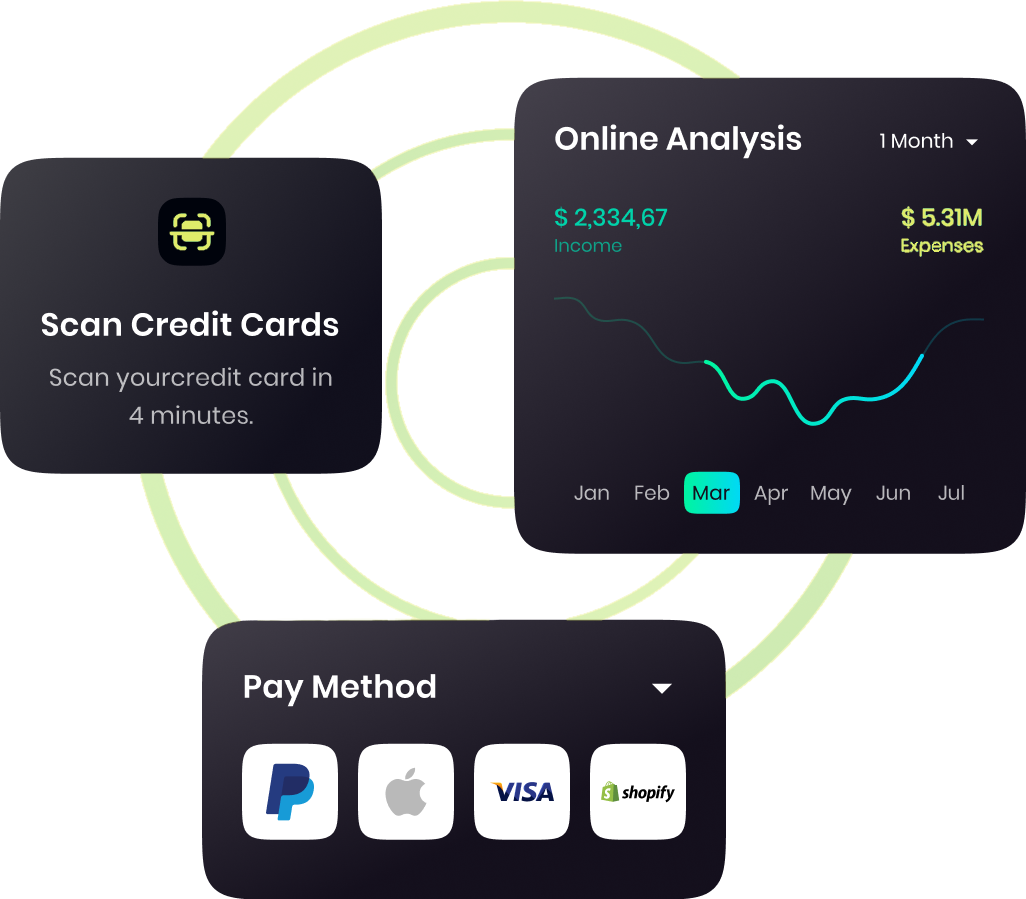 Online Analysis
1 Month
$ 2,334,67
$ 5.31M
Income
Expenses
Scan Credit Cards
Scan yourcredit card in
4 minutes.
Jan Feb Mar Apr May Jun Jul
Pay Method
VISA
shopify